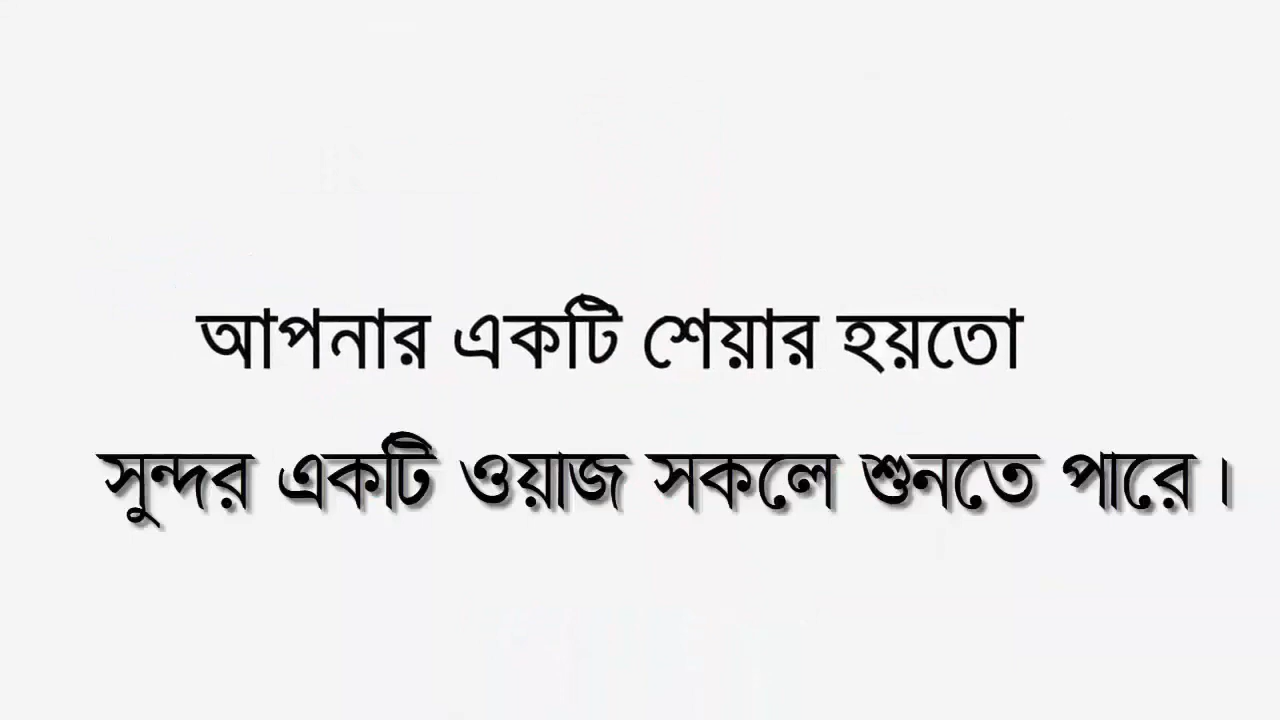 আপনার একটি শেয়ার হয়তো
সুন্দর একটি ওয়াজ সকলে শুনতে পারে।